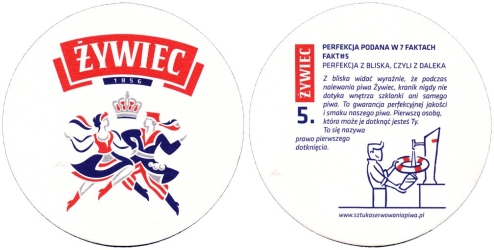 ŻYWIEC
1856
ŻYWIEC
5.
PERFEKCJA PODANA W 7 FAKTACH
FAKT#5
PERFEKCJA Z BLISKA, CZYLI Z DALEKA
Z bliska widać wyraźnie, że podczas
nalewania piwa Żywiec, kranik nigdy nie
dotyka wnętrza szklanki ani samego
piwa. To gwarancja perfekcyjnej jakości
i smaku naszego piwa. Pierwszą osobą,
która może je dotknąć jesteś Ty.
To się nazywa
prawo pierwszego
dotknięcia.
www.sztukaserwowaniapiwa.pl